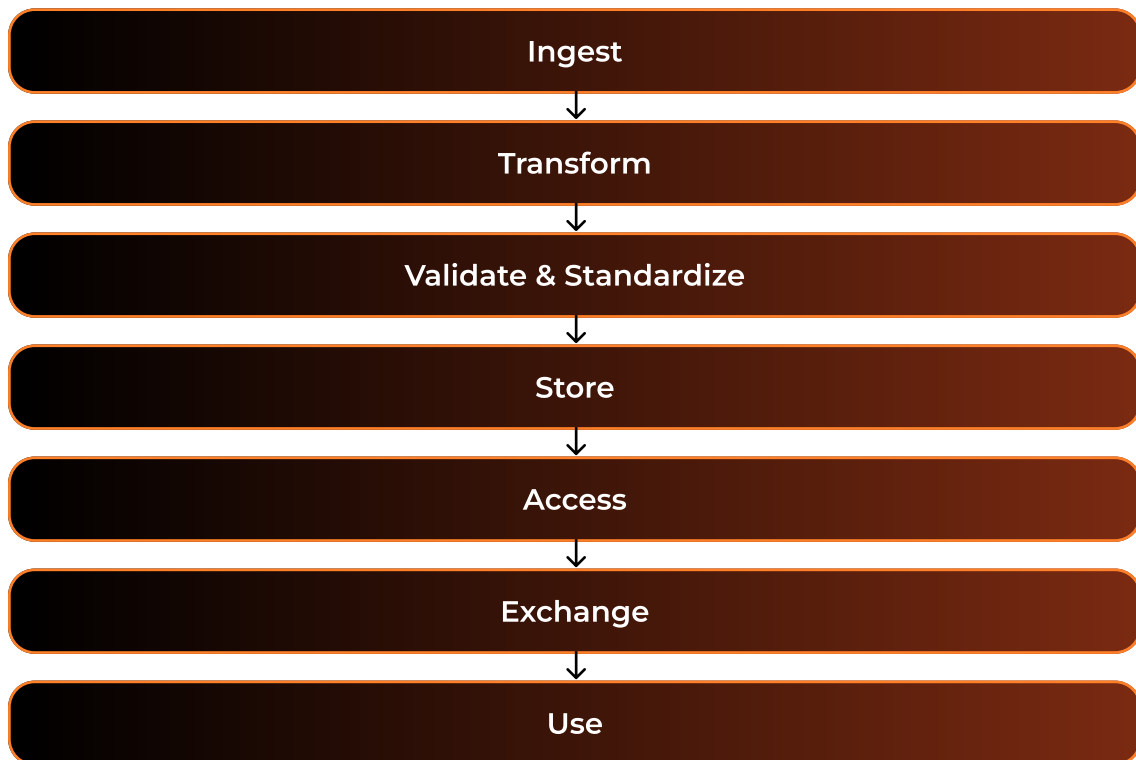 Ingest
Transform
Validate & Standardize
Store
Access
Exchange
Use